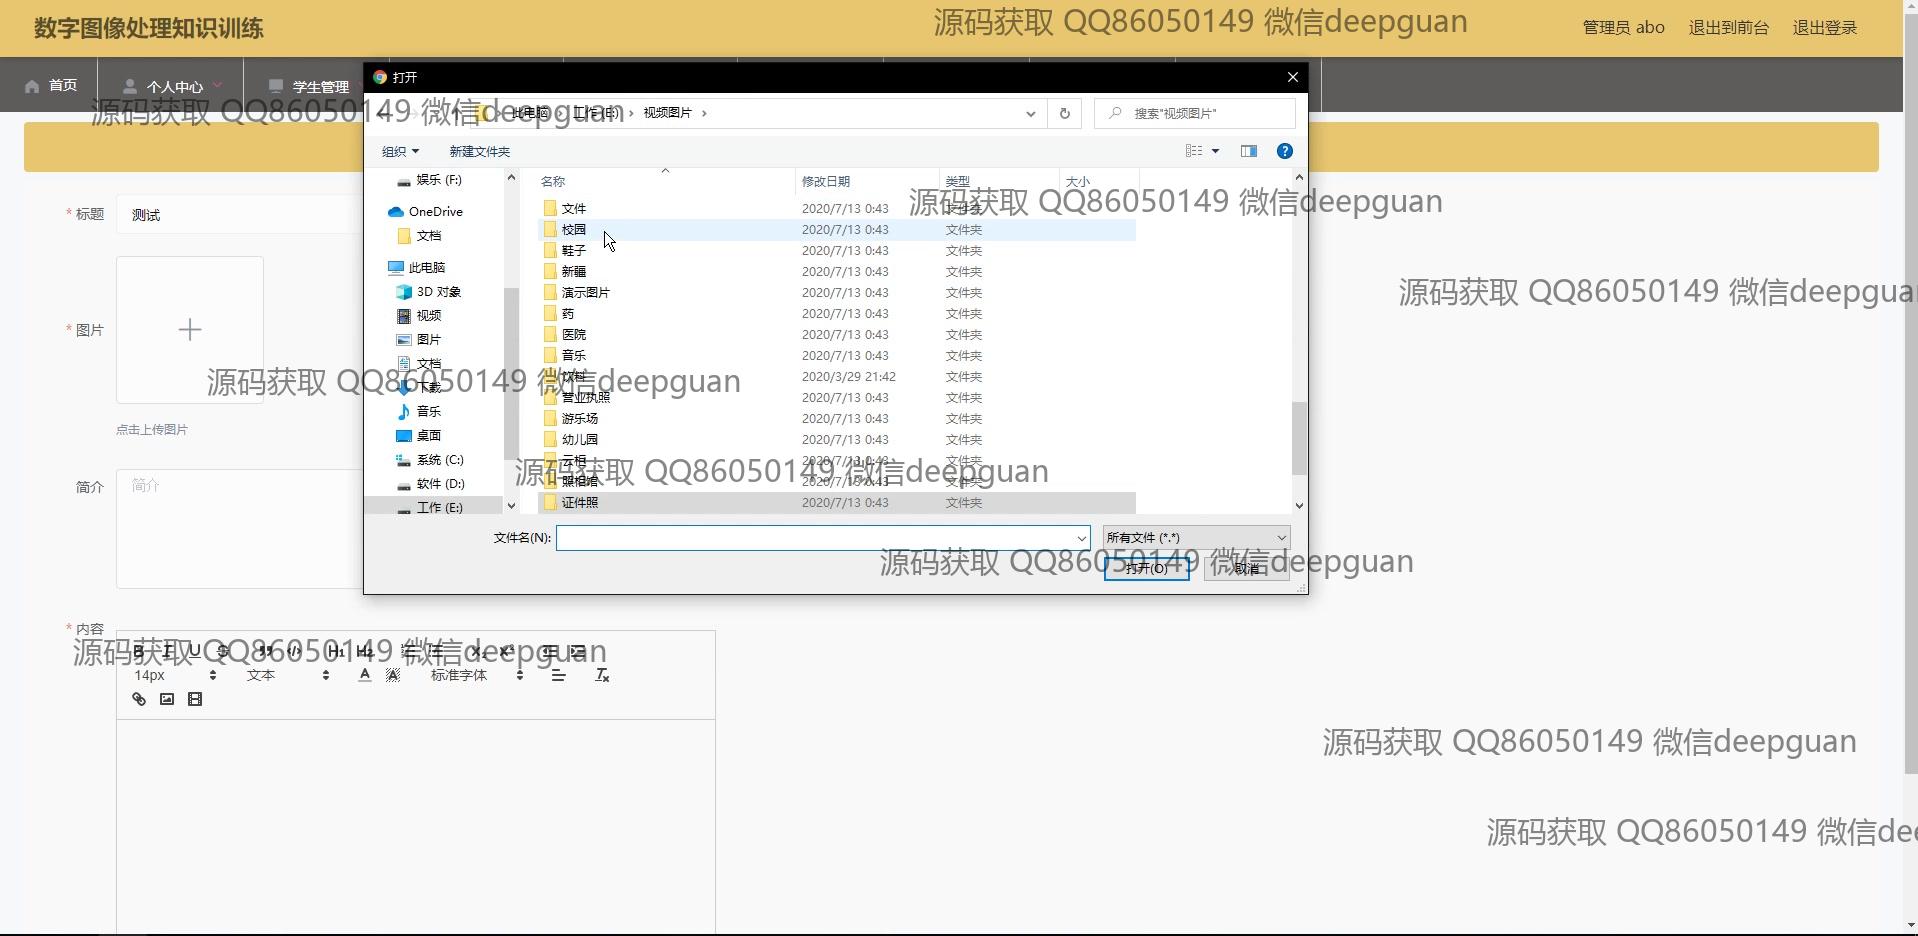 数字图像处理知识训练
源码获取 QQ86050149 微信deepguan
管理员 abo 退出到前台 退出登录
首页 个人中心 学生管理
源码获取 QQ86050149 微信deepguan
打开
此电脑 工作 (E:) 视频图片
搜索"视频图片"
组织 新建文件夹
名称 修改日期 类型 大小
源码获取 QQ86050149 微信deepguan
娱乐 (F:)
OneDrive
文档
此电脑
3D 对象
视频
图片
文档
下载
音乐
桌面
系统 (C:)
软件 (D:)
工作 (E:)
文件 2020/7/13 0:43 文件夹
校园 2020/7/13 0:43 文件夹
鞋子 2020/7/13 0:43 文件夹
新疆 2020/7/13 0:43 文件夹
演示图片 2020/7/13 0:43 文件夹
药 2020/7/13 0:43 文件夹
医院 2020/7/13 0:43 文件夹
音乐 2020/7/13 0:43 文件夹
饮料 2020/3/29 21:42 文件夹
营业执照 2020/7/13 0:43 文件夹
游乐场 2020/7/13 0:43 文件夹
幼儿园 2020/7/13 0:43 文件夹
云相 2020/7/13 0:43 文件夹
照相馆 2020/7/13 0:43 文件夹
证件照 2020/7/13 0:43 文件夹
文件名(N):
所有文件 (*.*)
打开(O) 取消
源码获取 QQ86050149 微信deepguan
源码获取 QQ86050149 微信deepguan
源码获取 QQ86050149 微信deepguan
源码获取 QQ86050149 微信deepgua
* 标题 测试
* 图片
点击上传图片
简介 简介
* 内容
源码获取 QQ86050149 微信deepguan
B I U S H1 H2
14px 文本 A A 标准字体 Tx
源码获取 QQ86050149 微信deepguan
源码获取 QQ86050149 微信dee